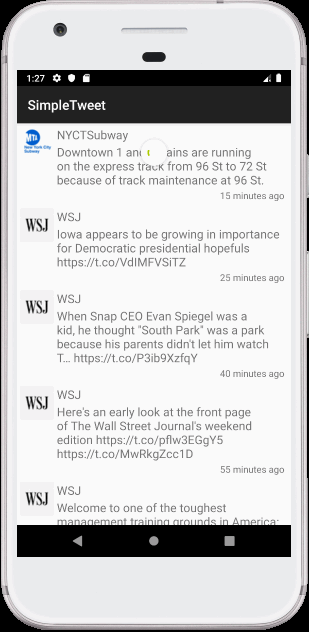 1:27
SimpleTweet
MTA
New York City
Subway
NYCTSubway
Downtown 1 and trains are running
on the express track from 96 St to 72 St
because of track maintenance at 96 St.
15 minutes ago
WSJ
WSJ
Iowa appears to be growing in importance
for Democratic presidential hopefuls
https://t.co/VdIMFVSiTZ
25 minutes ago
WSJ
WSJ
When Snap CEO Evan Spiegel was a
kid, he thought "South Park" was a park
because his parents didn't let him watch
T… https://t.co/P3ib9XzfqY
40 minutes ago
WSJ
WSJ
Here's an early look at the front page
of The Wall Street Journal's weekend
edition https://t.co/pflw3EGgY5
https://t.co/MwRkgZcc1D
55 minutes ago
WSJ
WSJ
Welcome to one of the toughest
management training grounds in America: